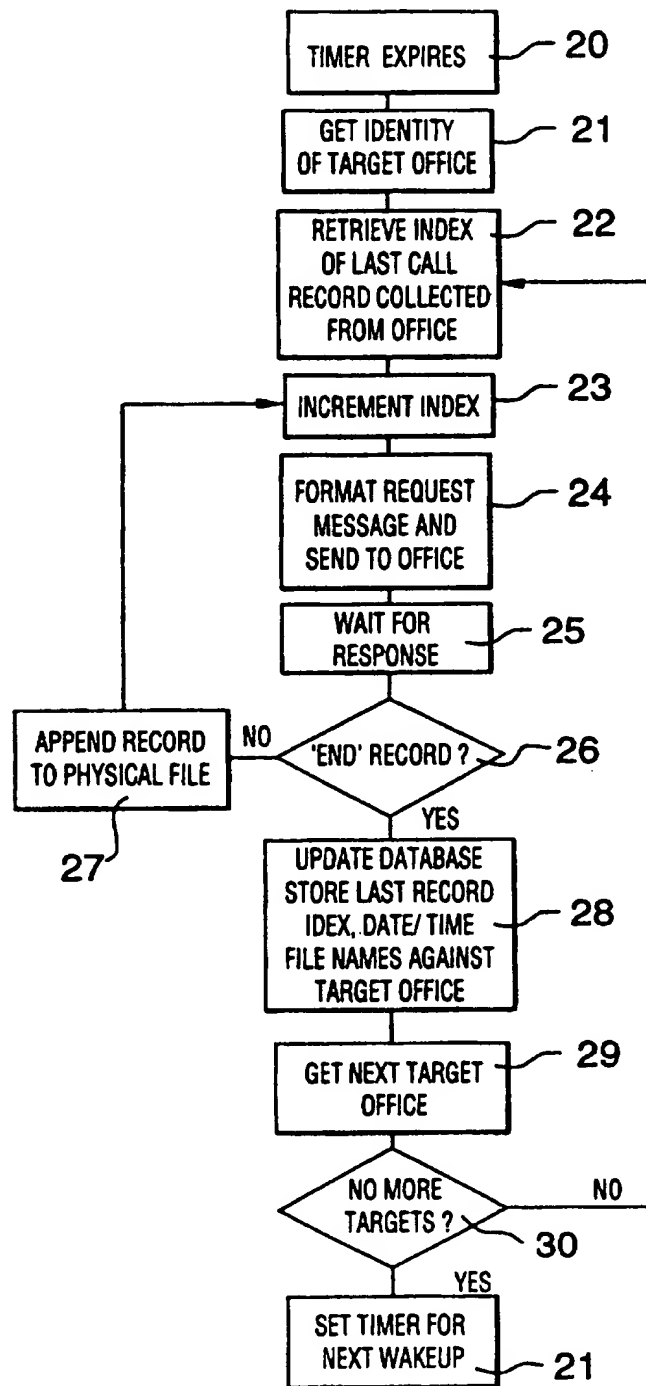 TIMER EXPIRES
20
GET IDENTITY
OF TARGET OFFICE
21
RETRIEVE INDEX
OF LAST CALL
RECORD COLLECTED
FROM OFFICE
22
INCREMENT INDEX
23
FORMAT REQUEST
MESSAGE AND
SEND TO OFFICE
24
WAIT FOR
RESPONSE
25
'END' RECORD ?
26
NO
APPEND RECORD
TO PHYSICAL FILE
27
YES
UPDATE DATABASE
STORE LAST RECORD
IDEX, DATE/ TIME
FILE NAMES AGAINST
TARGET OFFICE
28
GET NEXT TARGET
OFFICE
29
NO MORE
TARGETS ?
NO
30
YES
SET TIMER FOR
NEXT WAKEUP
21